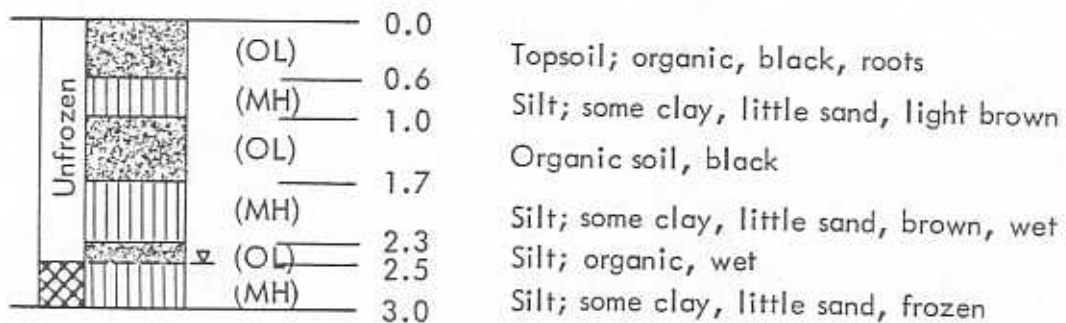 0.0
Unfrozen
(OL) Topsoil; organic, black, roots
0.6
(MH) Silt; some clay, little sand, light brown
1.0
(OL) Organic soil, black
1.7
(MH) Silt; some clay, little sand, brown, wet
2.3
(OL) Silt; organic, wet
2.5
(MH) Silt; some clay, little sand, frozen
3.0